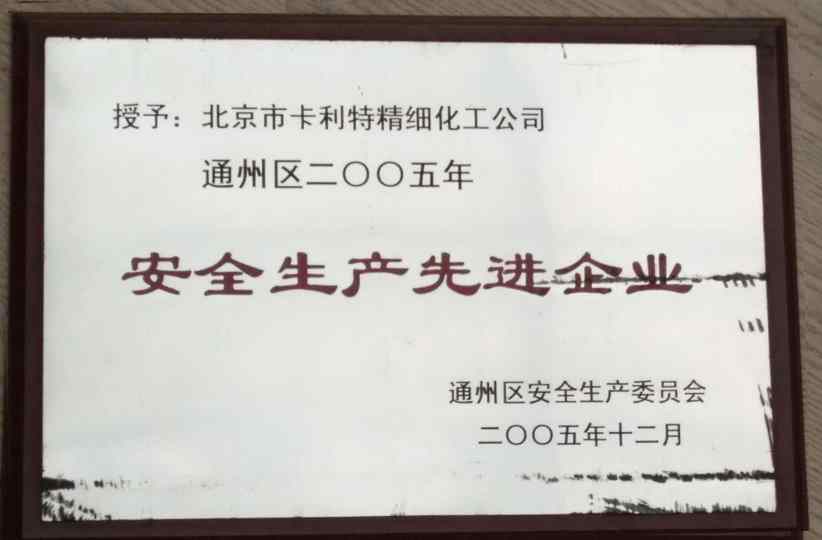 授予：北京市卡利特精细化工公司
通州区二〇〇五年
安全生产先进企业
通州区安全生产委员会
二〇〇五年十二月